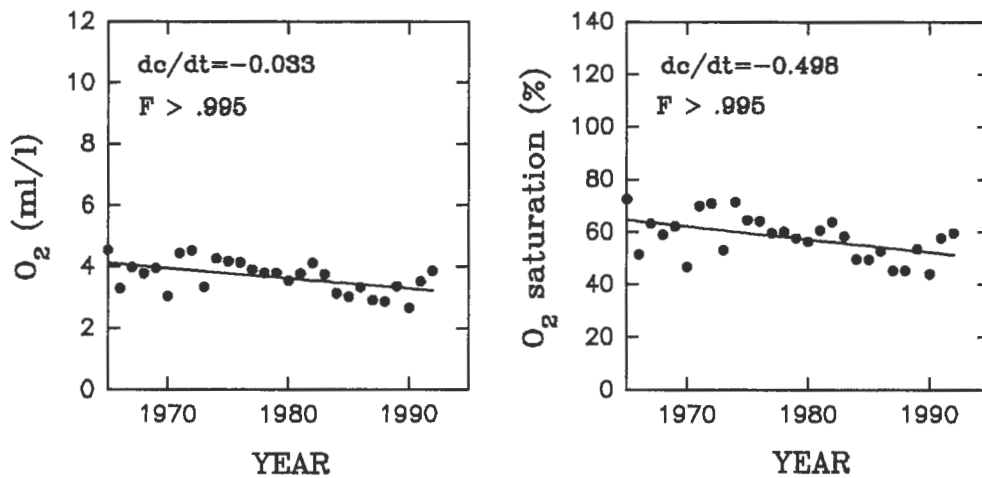 12
10
8
6
4
2
0
O2 (ml/l)
dc/dt=-0.033
F > .995
1970
1980
1990
YEAR
140
120
100
80
60
40
20
0
O2 saturation (%)
dc/dt=-0.498
F > .995
1970
1980
1990
YEAR